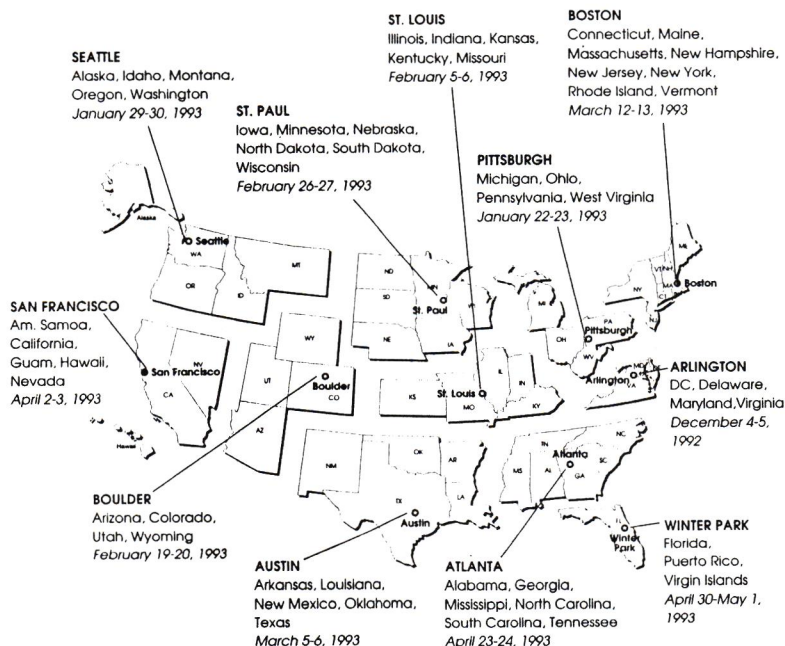 ST. LOUIS
Illinois, Indiana, Kansas,
Kentucky, Missouri
February 5-6, 1993
BOSTON
Connecticut, Maine,
Massachusetts, New Hampshire,
New Jersey, New York,
Rhode Island, Vermont
March 12-13, 1993
SEATTLE
Alaska, Idaho, Montana,
Oregon, Washington
January 29-30, 1993
ST. PAUL
Iowa, Minnesota, Nebraska,
North Dakota, South Dakota,
Wisconsin
February 26-27, 1993
PITTSBURGH
Michigan, Ohio,
Pennsylvania, West Virginia
January 22-23, 1993
Alaska
Seattle
WA
OR
ID
MT
ND
SD
NE
MN
St. Paul
WI
IA
MI
ME
VT
NH
MA
Boston
NY
NJ
PA
Pittsburgh
OH
WV
SAN FRANCISCO
Am. Samoa,
California,
Guam, Hawaii,
Nevada
April 2-3, 1993
San Francisco
NV
CA
WY
UT
Boulder
CO
AZ
KS
St. Louis
MO
IL
IN
KY
Arlington
MD
VA
ARLINGTON
DC, Delaware,
Maryland,Virginia
December 4-5,
1992
Hawaii
NM
OK
AR
TX
Austin
LA
MS
AL
TN
Atlanta
GA
SC
NC
FL
Winter
Park
BOULDER
Arizona, Colorado,
Utah, Wyoming
February 19-20, 1993
AUSTIN
Arkansas, Louisiana,
New Mexico, Oklahoma,
Texas
March 5-6, 1993
ATLANTA
Alabama, Georgia,
Mississippi, North Carolina,
South Carolina, Tennessee
April 23-24, 1993
WINTER PARK
Florida,
Puerto Rico,
Virgin Islands
April 30-May 1,
1993